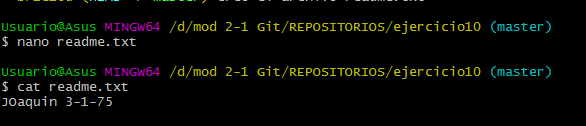 Usuario@Asus MINGW64 /d/mod 2-1 Git/REPOSITORIOS/ejercicio10 (master)
$ nano readme.txt
Usuario@Asus MINGW64 /d/mod 2-1 Git/REPOSITORIOS/ejercicio10 (master)
$ cat readme.txt
JOaquin 3-1-75